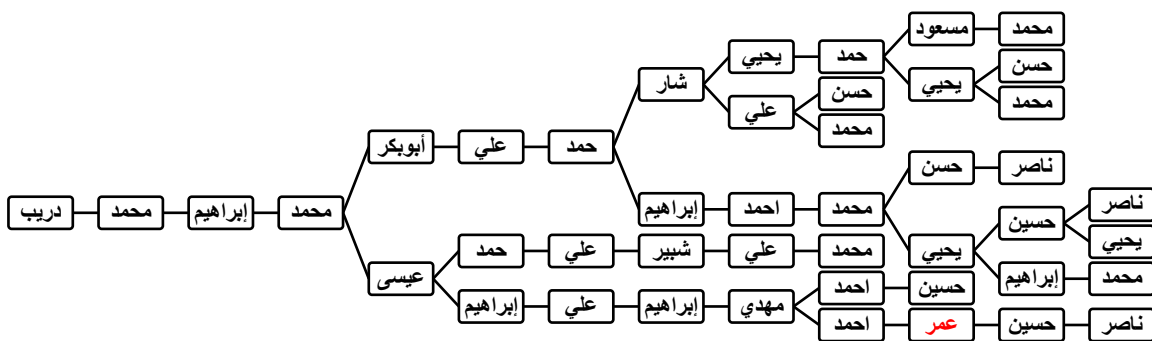 دريب
محمد
إبراهيم
محمد
أبوبكر
علي
حمد
شار
يحيي
حمد
مسعود
محمد
يحيي
حسن
محمد
علي
حسن
محمد
إبراهيم
احمد
محمد
حسن
ناصر
يحيي
حسين
ناصر
يحيي
إبراهيم
محمد
عيسى
حمد
علي
شبير
علي
محمد
إبراهيم
علي
إبراهيم
مهدي
احمد
حسين
احمد
عمر
حسين
ناصر